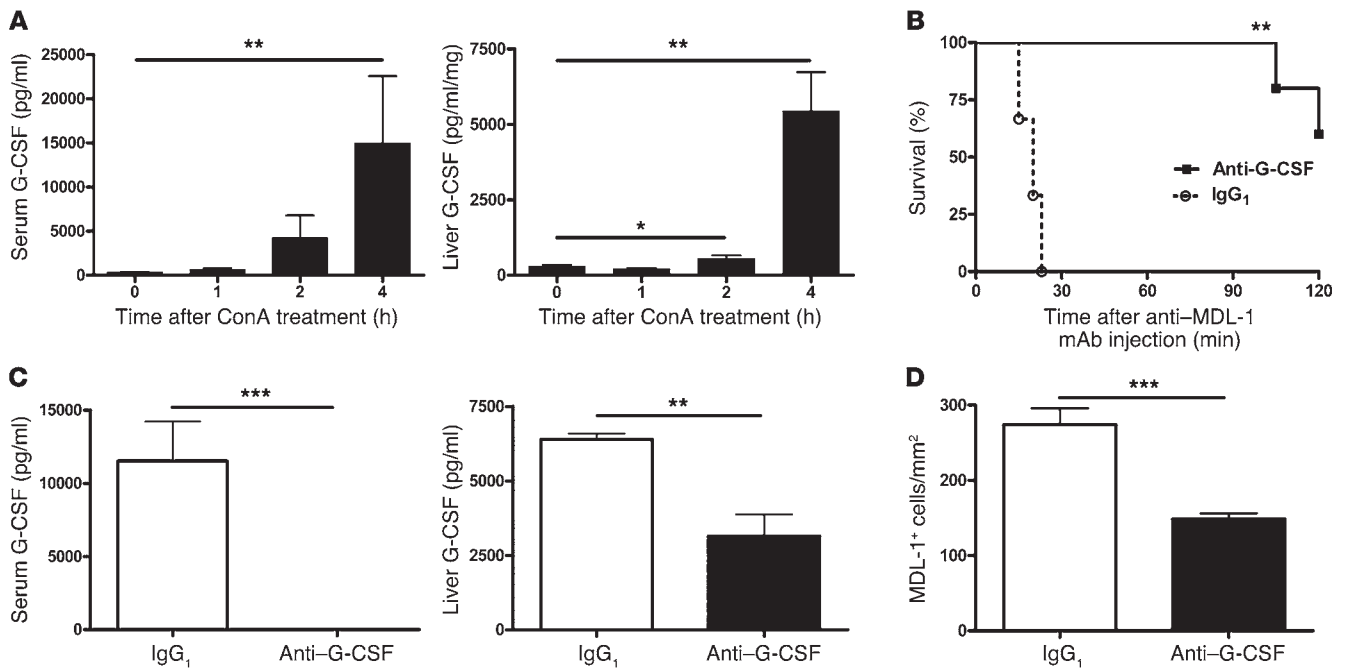 A
**
25000
20000
15000
10000
5000
0
Serum G-CSF (pg/ml)
0 1 2 4
Time after ConA treatment (h)
**
*
7500
5000
2500
0
Liver G-CSF (pg/ml/mg)
0 1 2 4
Time after ConA treatment (h)
B
**
100
75
50
25
0
Survival (%)
Anti-G-CSF
IgG1
0 30 60 90 120
Time after anti–MDL-1
mAb injection (min)
C
***
15000
10000
5000
0
Serum G-CSF (pg/ml)
IgG1 Anti–G-CSF
**
7500
5000
2500
0
Liver G-CSF (pg/ml)
IgG1 Anti–G-CSF
D
***
300
200
100
0
MDL-1+ cells/mm2
IgG1 Anti–G-CSF